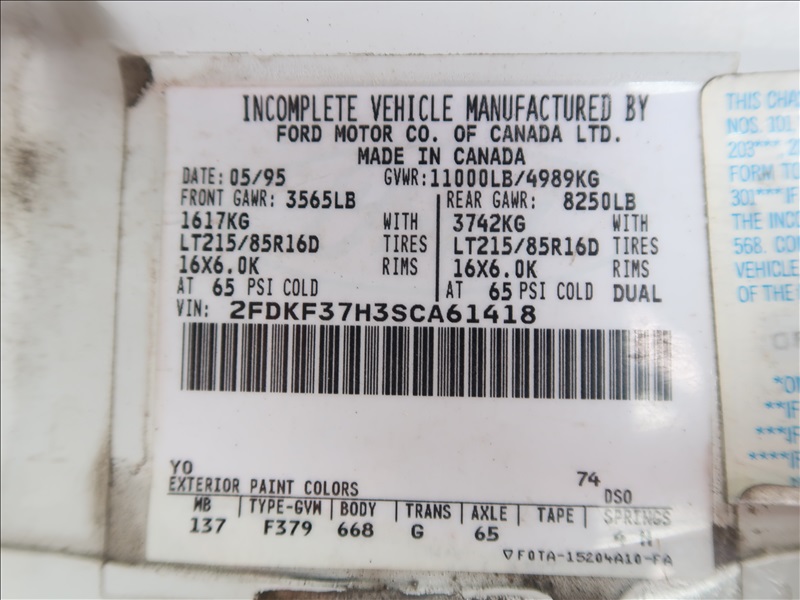 INCOMPLETE VEHICLE MANUFACTURED BY
FORD MOTOR CO. OF CANADA LTD.
MADE IN CANADA
DATE: 05/95 GVWR: 11000LB/4989KG
FRONT GAWR: 3565LB REAR GAWR: 8250LB
1617KG WITH 3742KG WITH
LT215/85R16D TIRES LT215/85R16D TIRES
16X6.0K RIMS 16X6.0K RIMS
AT 65 PSI COLD AT 65 PSI COLD DUAL
VIN: 2FDKF37H3SCA61418
YO 74
EXTERIOR PAINT COLORS DSO
WB TYPE-GVW BODY TRANS AXLE TAPE SPRINGS
137 F379 668 G 65 4
F0TA-15204A10-FA
THIS
NOS. 101
203***,
FORM TO
301***IF
THE
568.
VEHICLE
OF THE